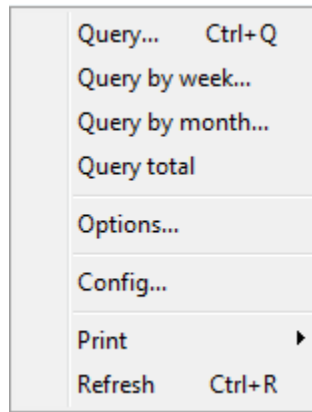 Query... Ctrl+Q
Query by week...
Query by month...
Query total
Options...
Config...
Print
Refresh Ctrl+R